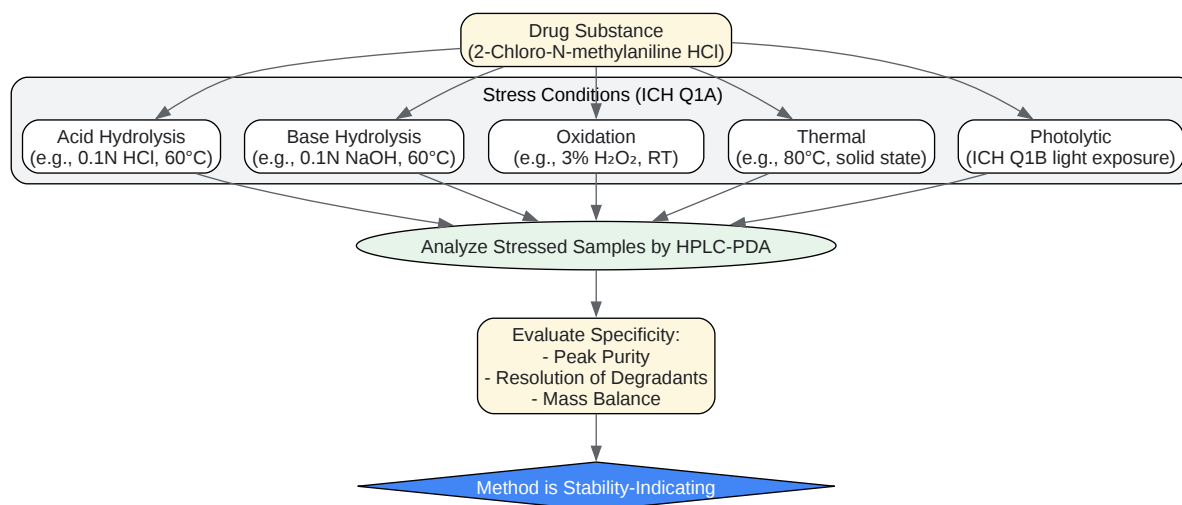 Drug Substance
(2-Chloro-N-methylaniline HCl)
Stress Conditions (ICH Q1A)
Acid Hydrolysis
(e.g., 0.1N HCl, 60°C)
Base Hydrolysis
(e.g., 0.1N NaOH, 60°C)
Oxidation
(e.g., 3% H₂O₂, RT)
Thermal
(e.g., 80°C, solid state)
Photolytic
(ICH Q1B light exposure)
Analyze Stressed Samples by HPLC-PDA
Evaluate Specificity:
- Peak Purity
- Resolution of Degradants
- Mass Balance
Method is Stability-Indicating